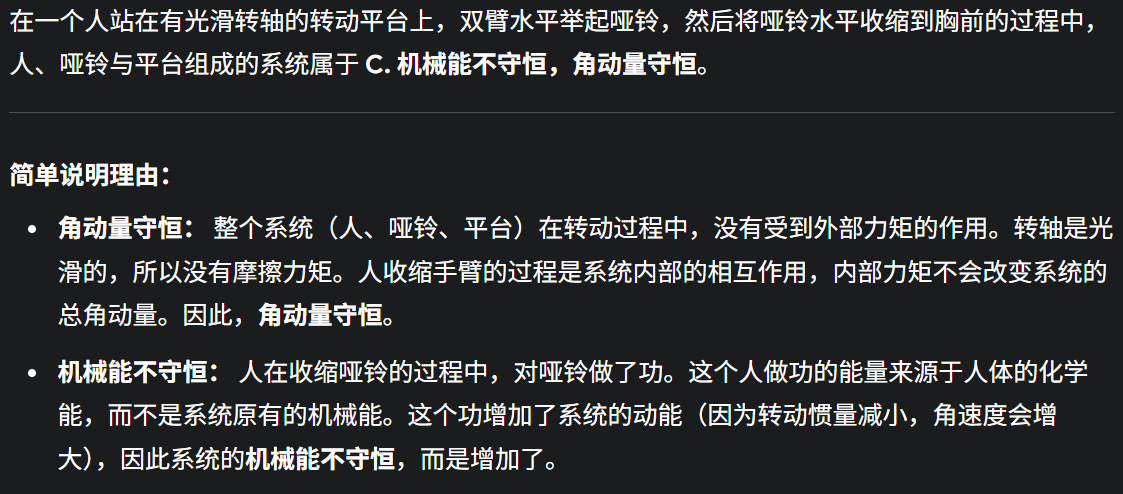 在一个人站在有光滑转轴的转动平台上，双臂水平举起哑铃，然后将哑铃水平收缩到胸前的过程中，
人、哑铃与平台组成的系统属于 C. 机械能不守恒，角动量守恒。
简单说明理由：
• 角动量守恒： 整个系统（人、哑铃、平台）在转动过程中，没有受到外部力矩的作用。转轴是光
滑的，所以没有摩擦力矩。人收缩手臂的过程是系统内部的相互作用，内部力矩不会改变系统的
总角动量。因此，角动量守恒。
• 机械能不守恒： 人在收缩哑铃的过程中，对哑铃做了功。这个人做功的能量来源于人体的化学
能，而不是系统原有的机械能。这个功增加了系统的动能（因为转动惯量减小，角速度会增
大），因此系统的机械能不守恒，而是增加了。